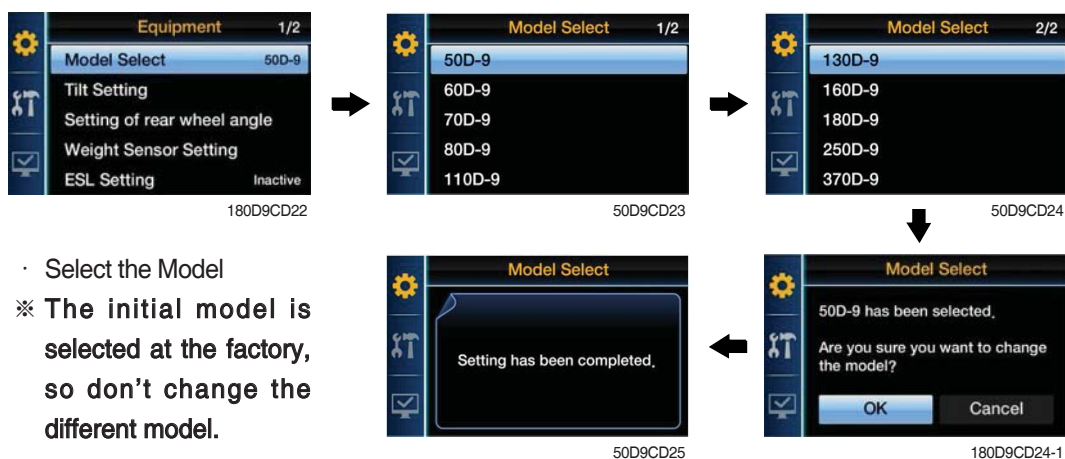 Equipment 1/2
Model Select 50D-9
Tilt Setting
Setting of rear wheel angle
Weight Sensor Setting
ESL Setting Inactive
180D9CD22
Model Select 1/2
50D-9
60D-9
70D-9
80D-9
110D-9
50D9CD23
Model Select 2/2
130D-9
160D-9
180D-9
250D-9
370D-9
50D9CD24
· Select the Model
※ The initial model is
selected at the factory,
so don't change the
different model.
Model Select
Setting has been completed.
50D9CD25
Model Select
50D-9 has been selected.
Are you sure you want to change
the model?
OK Cancel
180D9CD24-1